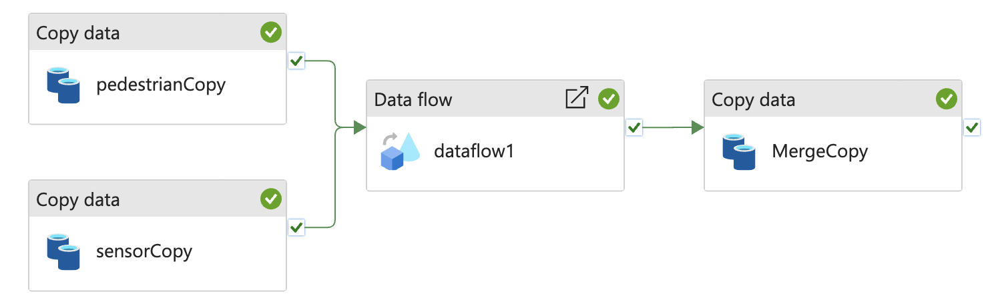 Copy data
pedestrianCopy
Copy data
sensorCopy
Data flow
dataflow1
Copy data
MergeCopy